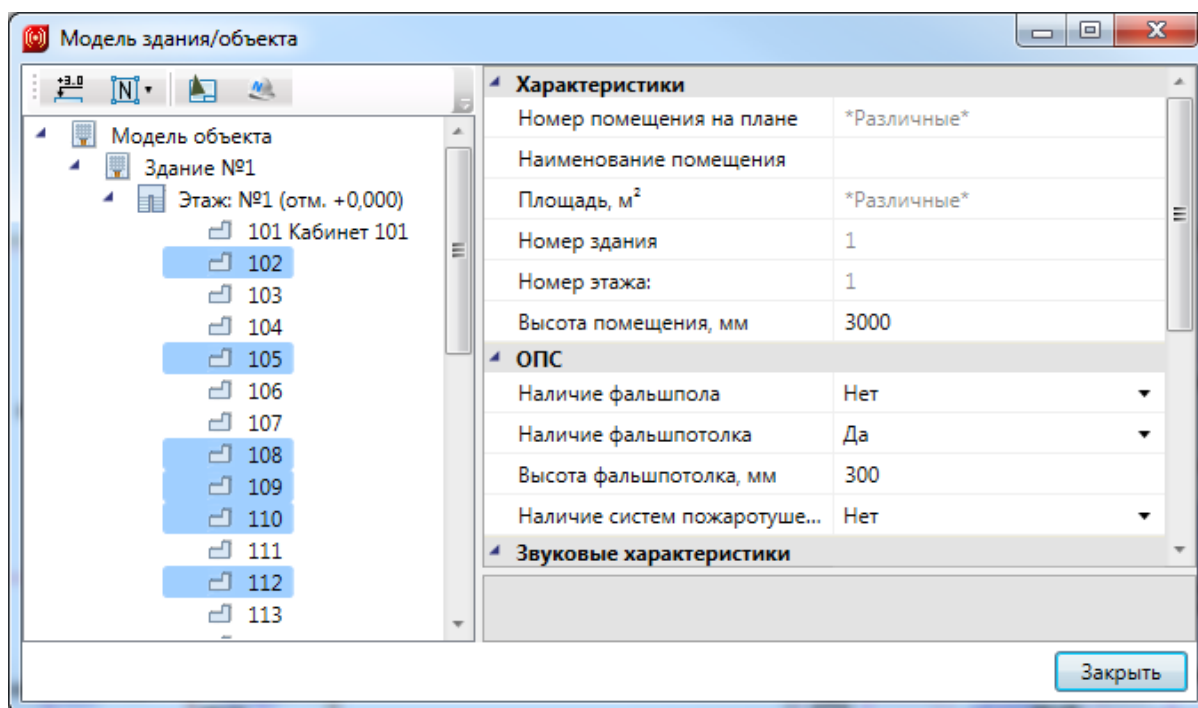 Модель здания/объекта
+3.0
N
Модель объекта
Здание №1
Этаж: №1 (отм. +0,000)
101 Кабинет 101
102
103
104
105
106
107
108
109
110
111
112
113
Характеристики
Номер помещения на плане *Различные*
Наименование помещения
Площадь, м² *Различные*
Номер здания 1
Номер этажа: 1
Высота помещения, мм 3000
ОПС
Наличие фальшпола Нет
Наличие фальшпотолка Да
Высота фальшпотолка, мм 300
Наличие систем пожаротуше... Нет
Звуковые характеристики
Закрыть